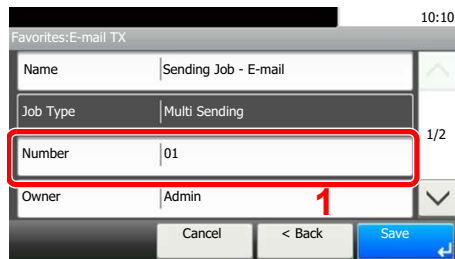 10:10
Favorites:E-mail TX
Name Sending Job - E-mail
Job Type Multi Sending
1/2
Number 01
Owner Admin
1
Cancel < Back Save